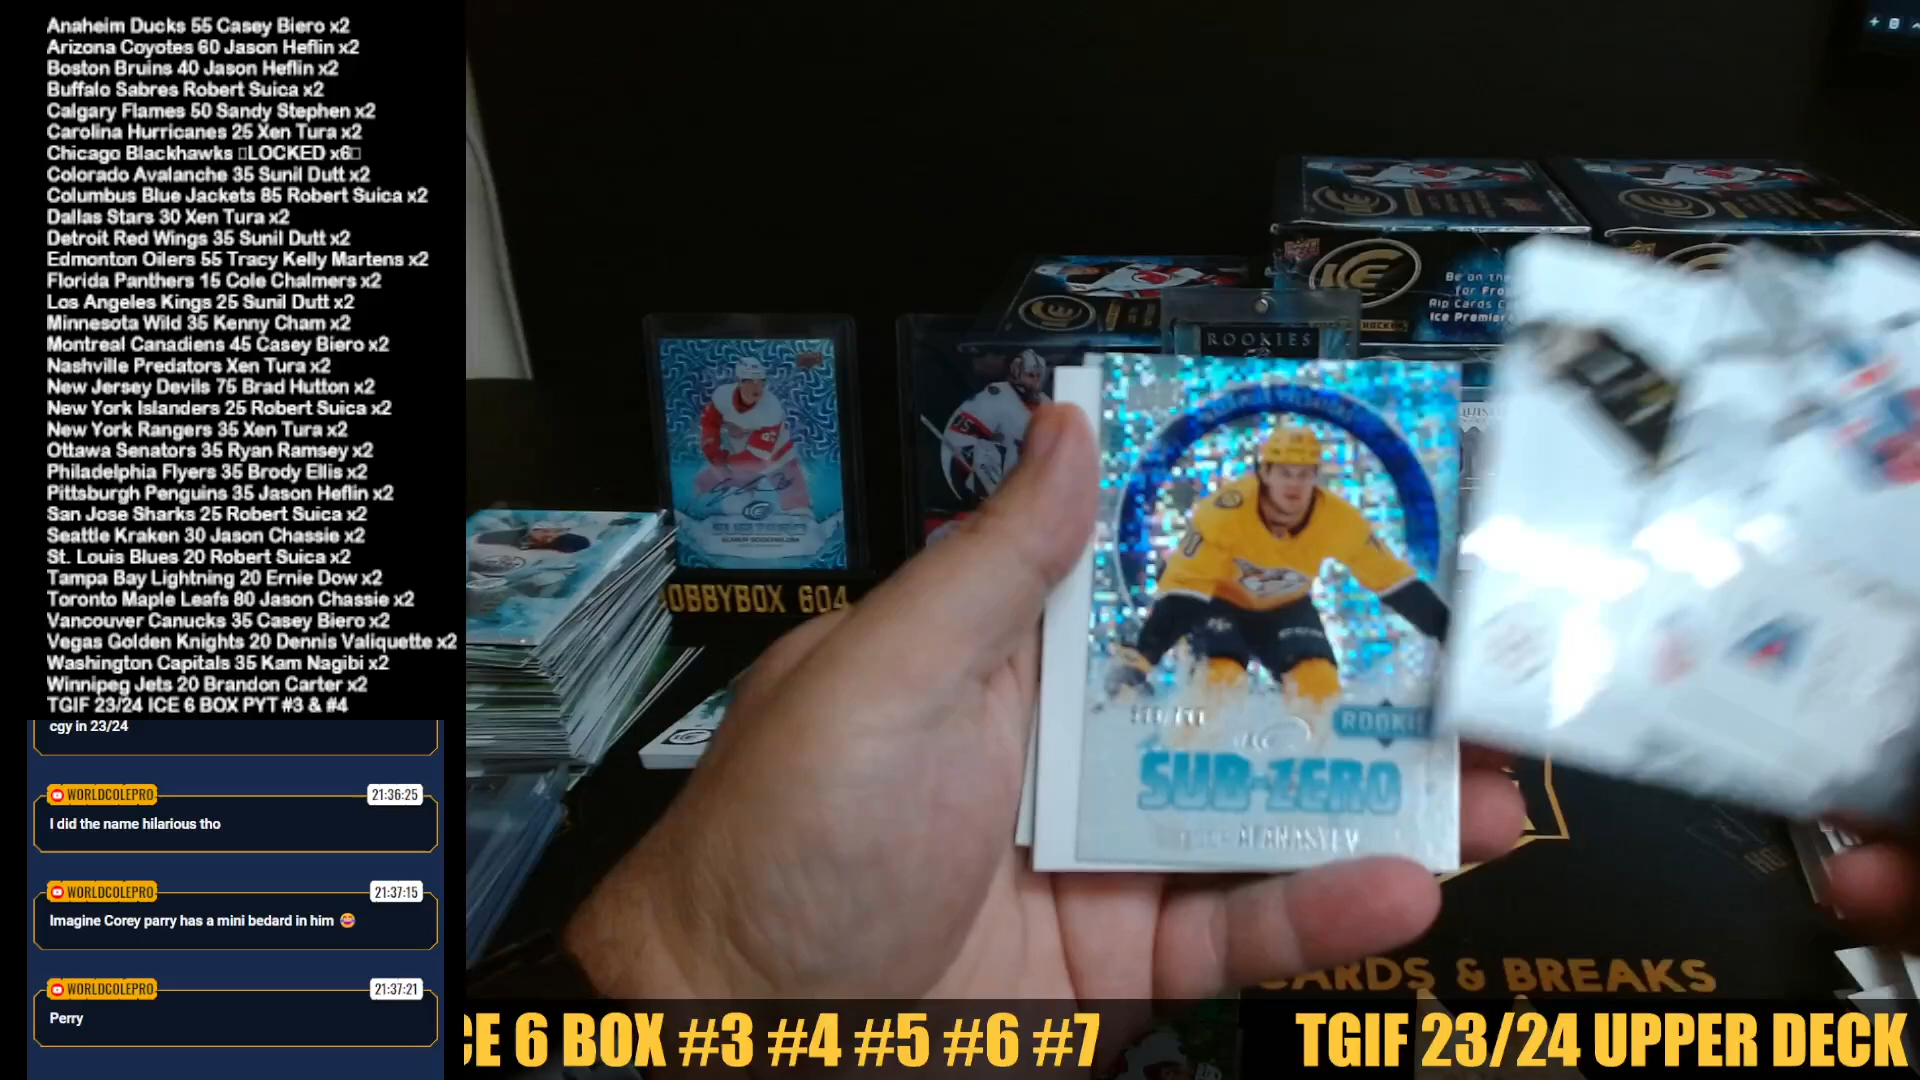 Anaheim Ducks 55 Casey Biero x2
Arizona Coyotes 60 Jason Heflin x2
Boston Bruins 40 Jason Heflin x2
Buffalo Sabres Robert Suica x2
Calgary Flames 50 Sandy Stephen x2
Carolina Hurricanes 25 Xen Tura x2
Chicago Blackhawks LOCKED x6
Colorado Avalanche 35 Sunil Dutt x2
Columbus Blue Jackets 85 Robert Suica x2
Dallas Stars 30 Xen Tura x2
Detroit Red Wings 35 Sunil Dutt x2
Edmonton Oilers 55 Tracy Kelly Martens x2
Florida Panthers 15 Cole Chalmers x2
Los Angeles Kings 25 Sunil Dutt x2
Minnesota Wild 35 Kenny Cham x2
Montreal Canadiens 45 Casey Biero x2
Nashville Predators Xen Tura x2
New Jersey Devils 75 Brad Hutton x2
New York Islanders 25 Robert Suica x2
New York Rangers 35 Xen Tura x2
Ottawa Senators 35 Ryan Ramsey x2
Philadelphia Flyers 35 Brody Ellis x2
Pittsburgh Penguins 35 Jason Heflin x2
San Jose Sharks 25 Robert Suica x2
Seattle Kraken 30 Jason Chassie x2
St. Louis Blues 20 Robert Suica x2
Tampa Bay Lightning 20 Ernie Dow x2
Toronto Maple Leafs 80 Jason Chassie x2
Vancouver Canucks 35 Casey Biero x2
Vegas Golden Knights 20 Dennis Valiquette x2
Washington Capitals 35 Kam Nagibi x2
Winnipeg Jets 20 Brandon Carter x2
TGIF 23/24 ICE 6 BOX PYT #3 & #4
cgy in 23/24
WORLDCOLEPRO 21:36:25
I did the name hilarious tho
WORLDCOLEPRO 21:37:15
Imagine Corey parry has a mini bedard in him 😂
WORLDCOLEPRO 21:37:21
Perry
ICE
Be on the
for Fro
Rip Cards
Ice Premier
ROOKIES
OBBYBOX 604
ROOKIE
SUB-ZERO
CARDS & BREAKS
CE 6 BOX #3 #4 #5 #6 #7
TGIF 23/24 UPPER DECK